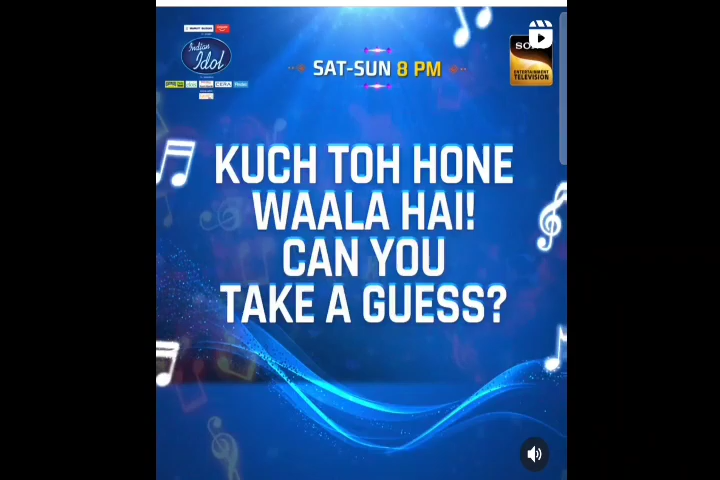 Indian
Idol
SAT-SUN 8 PM
SONY
ENTERTAINMENT
TELEVISION
KUCH TOH HONE
WAALA HAI!
CAN YOU
TAKE A GUESS?